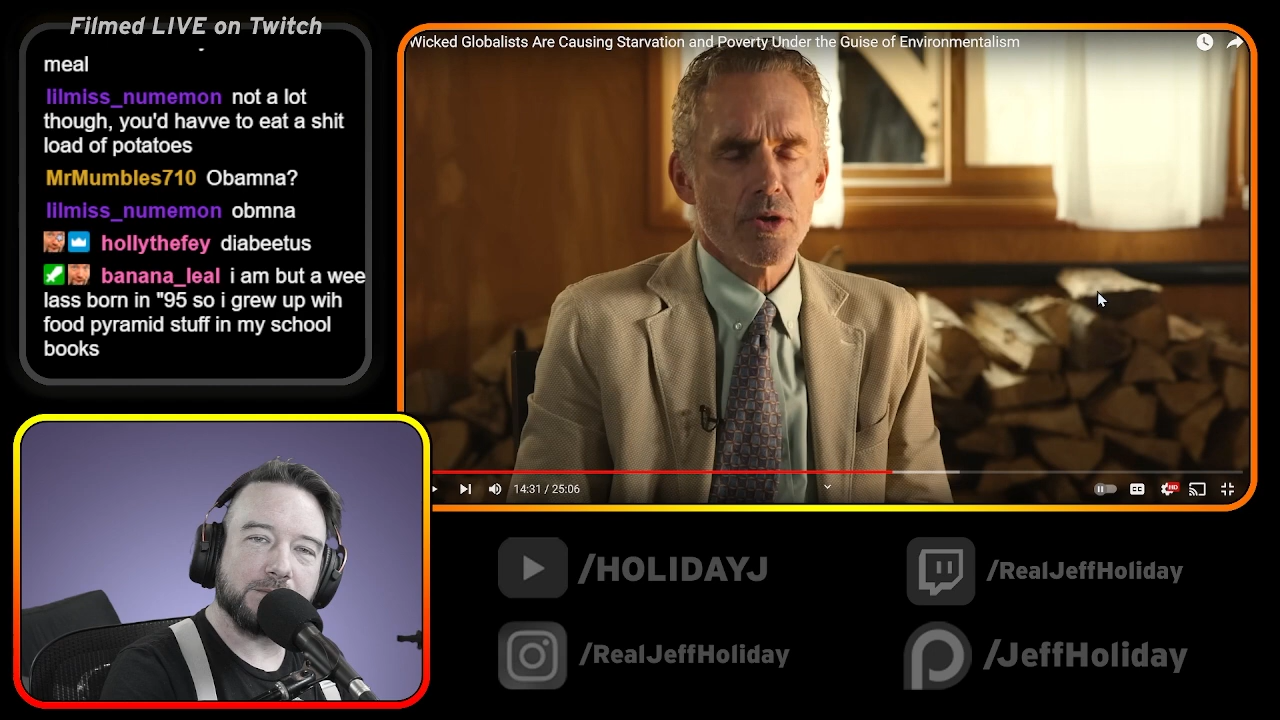 Filmed LIVE on Twitch
meal
lilmiss_numemon not a lot
though, you'd havve to eat a shit
load of potatoes
MrMumbles710 Obamna?
lilmiss_numemon obmna
hollythefey diabeetus
banana_leal i am but a wee
lass born in "95 so i grew up wih
food pyramid stuff in my school
books
Wicked Globalists Are Causing Starvation and Poverty Under the Guise of Environmentalism
14:31 / 25:06
CC
HD
/HOLIDAYJ
/RealJeffHoliday
/RealJeffHoliday
/JeffHoliday